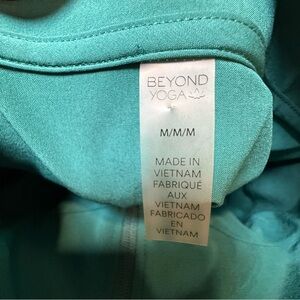 BEYOND
YOGA
M/M/M
MADE IN
VIETNAM
FABRIQUÉ
AUX
VIETNAM
FABRICADO
EN
VIETNAM